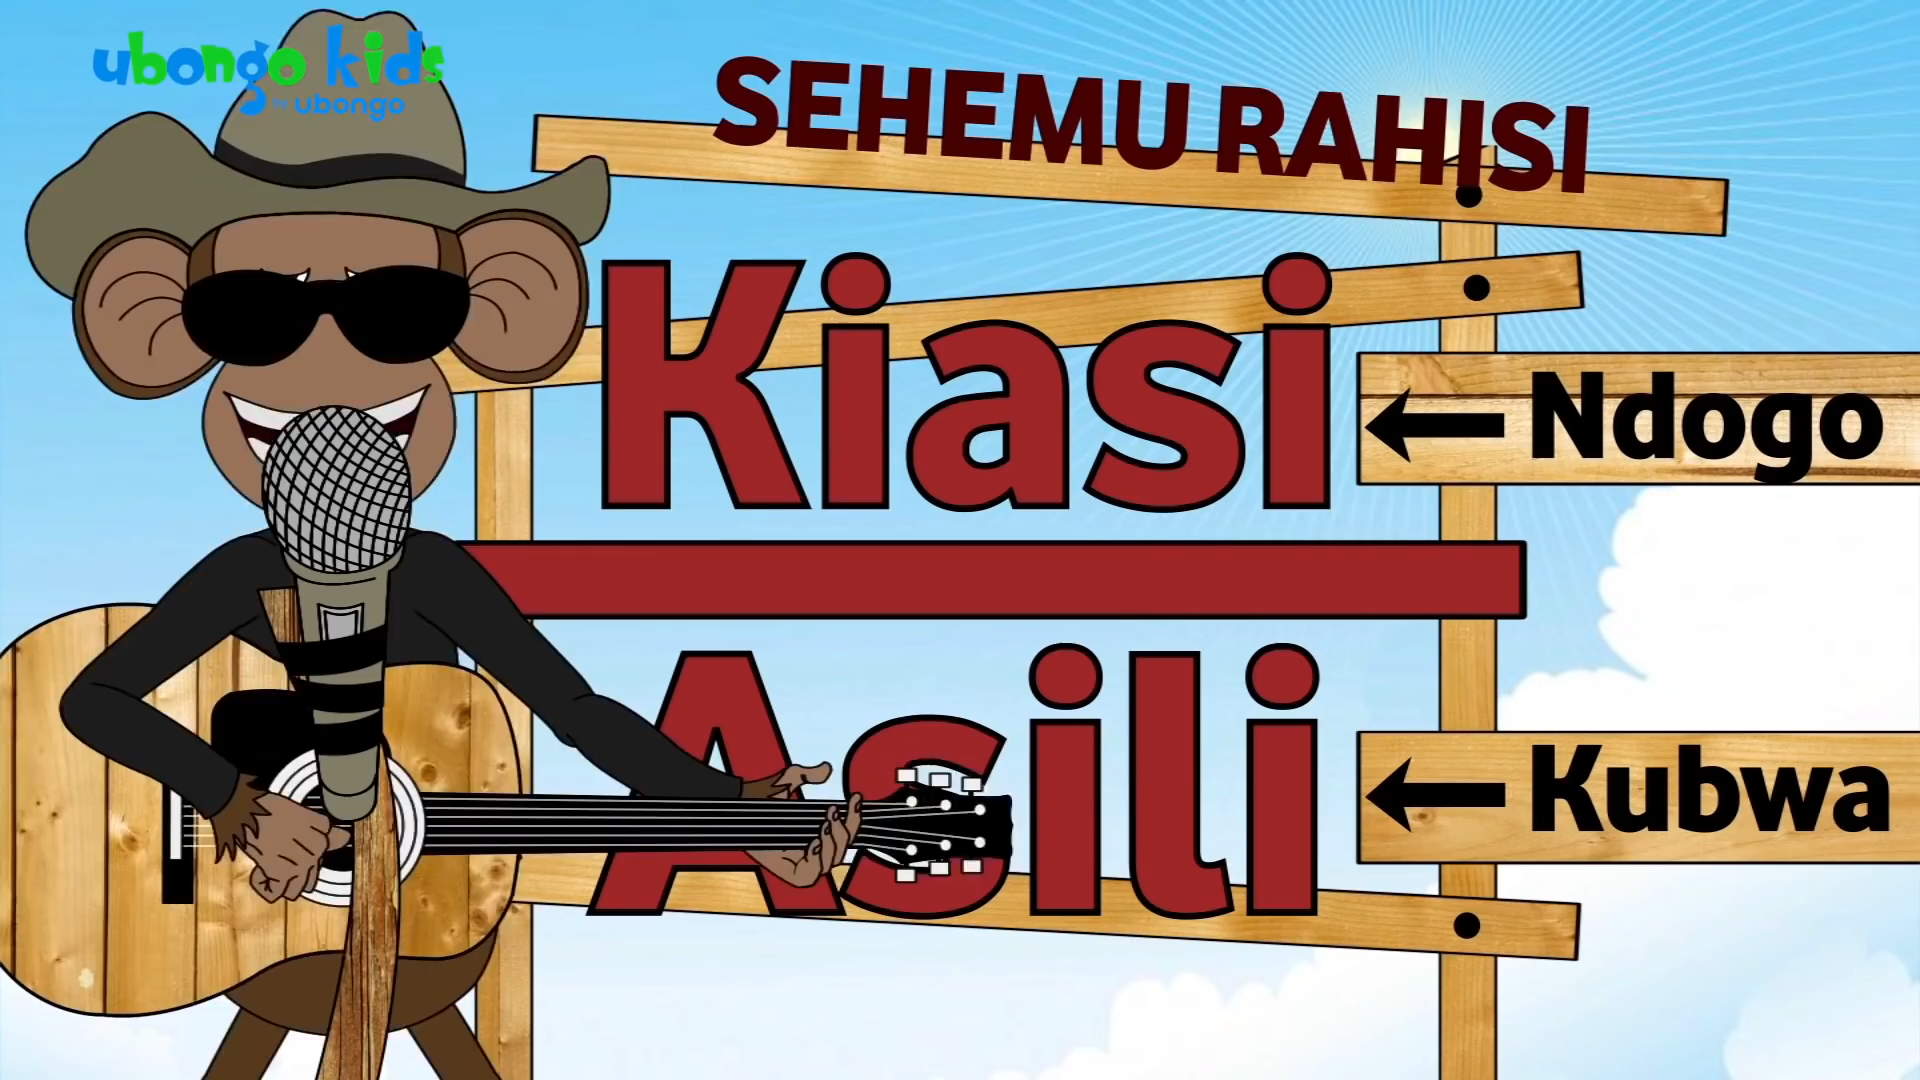 ubongo kids
by ubongo
SEHEMU RAHISI
Kiasi
Ndogo
Asili
Kubwa